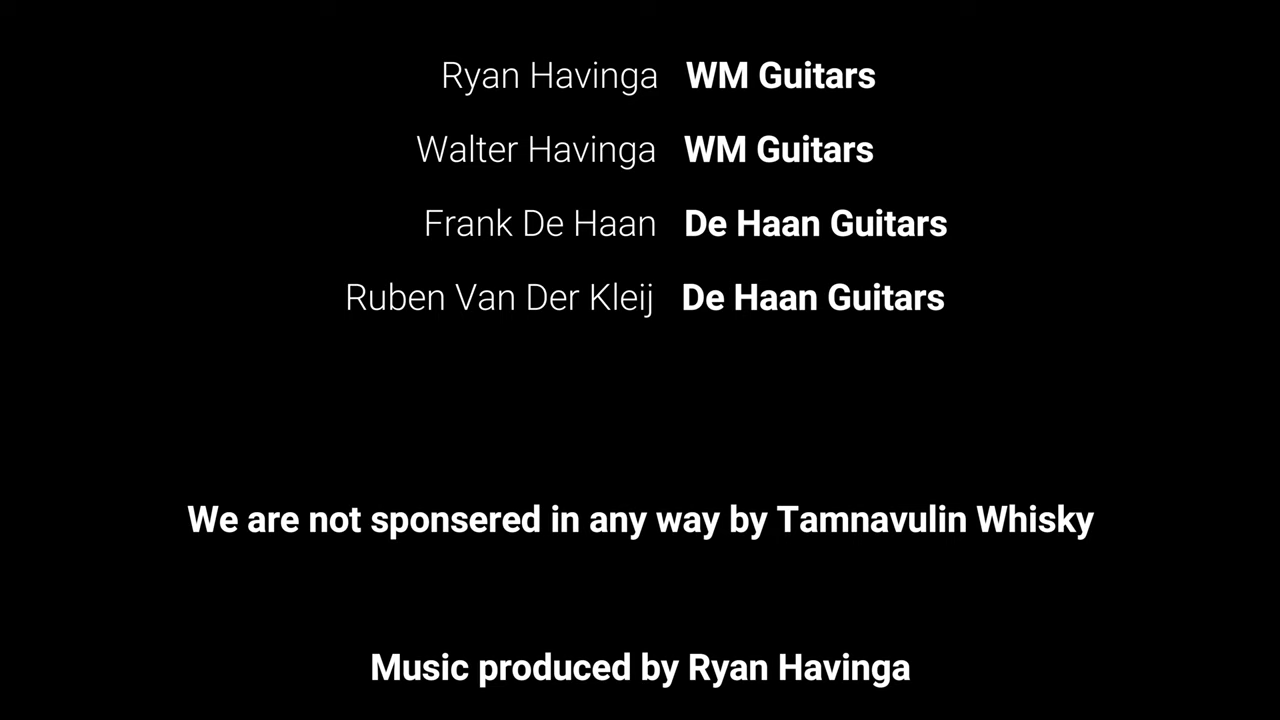 Ryan Havinga WM Guitars
Walter Havinga WM Guitars
Frank De Haan De Haan Guitars
Ruben Van Der Kleij De Haan Guitars
We are not sponsered in any way by Tamnavulin Whisky
Music produced by Ryan Havinga